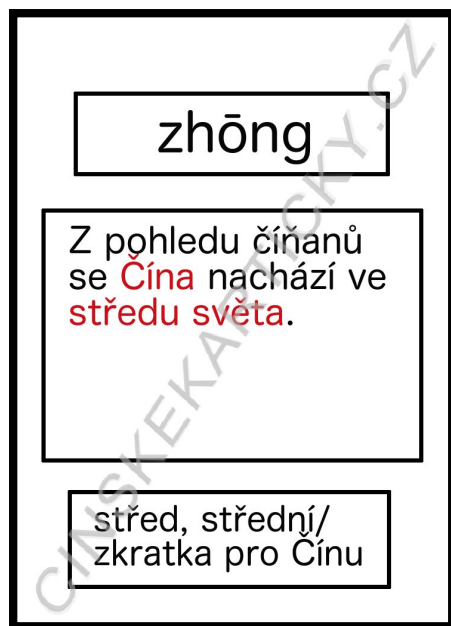 zhōng
Z pohledu číňanů
se Čína nachází ve
středu světa.
střed, střední/
zkratka pro Čínu
CINSKEKARTICKY.CZ